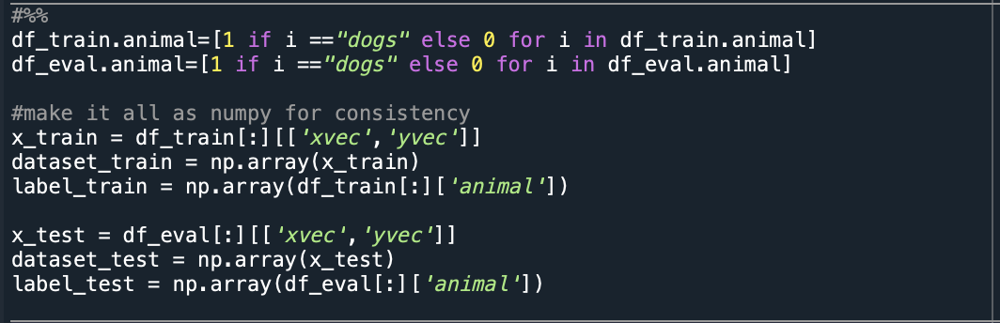 #%%
df_train.animal=[1 if i =="dogs" else 0 for i in df_train.animal]
df_eval.animal=[1 if i =="dogs" else 0 for i in df_eval.animal]
#make it all as numpy for consistency
x_train = df_train[:][['xvec','yvec']]
dataset_train = np.array(x_train)
label_train = np.array(df_train[:]['animal'])
x_test = df_eval[:][['xvec','yvec']]
dataset_test = np.array(x_test)
label_test = np.array(df_eval[:]['animal'])